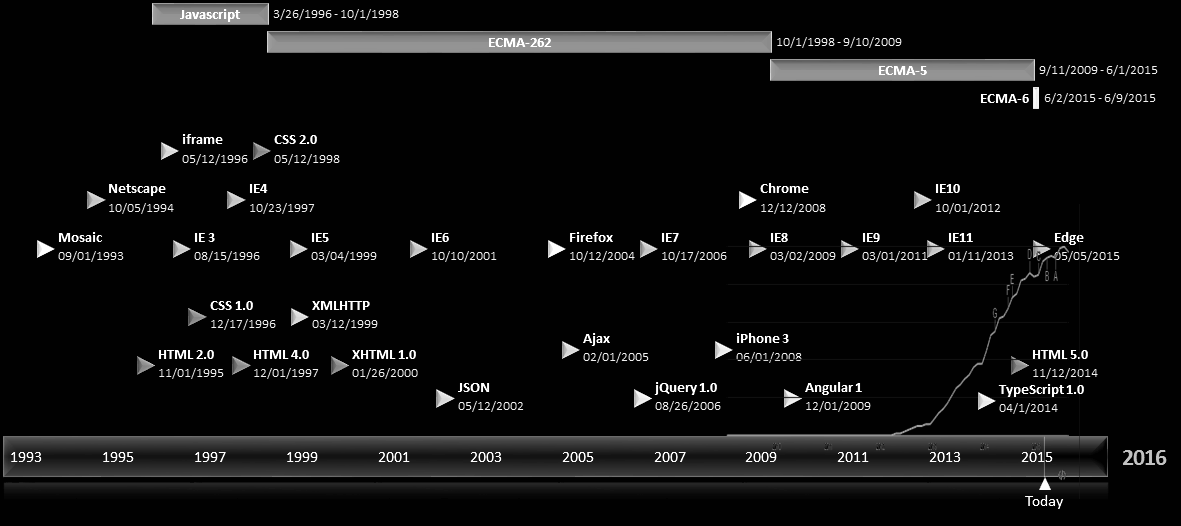 Javascript 3/26/1996 - 10/1/1998
ECMA-262 10/1/1998 - 9/10/2009
ECMA-5 9/11/2009 - 6/1/2015
ECMA-6 6/2/2015 - 6/9/2015
iframe CSS 2.0
05/12/1996 05/12/1998
Netscape IE4 Chrome IE10
10/05/1994 10/23/1997 12/12/2008 10/01/2012
Mosaic IE 3 IE5 IE6 Firefox IE7 IE8 IE9 IE11 Edge
09/01/1993 08/15/1996 03/04/1999 10/10/2001 10/12/2004 10/17/2006 03/02/2009 03/01/2011 01/11/2013 05/05/2015
D C
E B A
F
CSS 1.0 XMLHTTP G
12/17/1996 03/12/1999
Ajax iPhone 3
02/01/2005 06/01/2008
HTML 2.0 HTML 4.0 XHTML 1.0 HTML 5.0
11/01/1995 12/01/1997 01/26/2000 11/12/2014
JSON jQuery 1.0 Angular 1 TypeScript 1.0
05/12/2002 08/26/2006 12/01/2009 04/1/2014
1993 1995 1997 1999 2001 2003 2005 2007 2009 2011 2013 2015 2016
Today